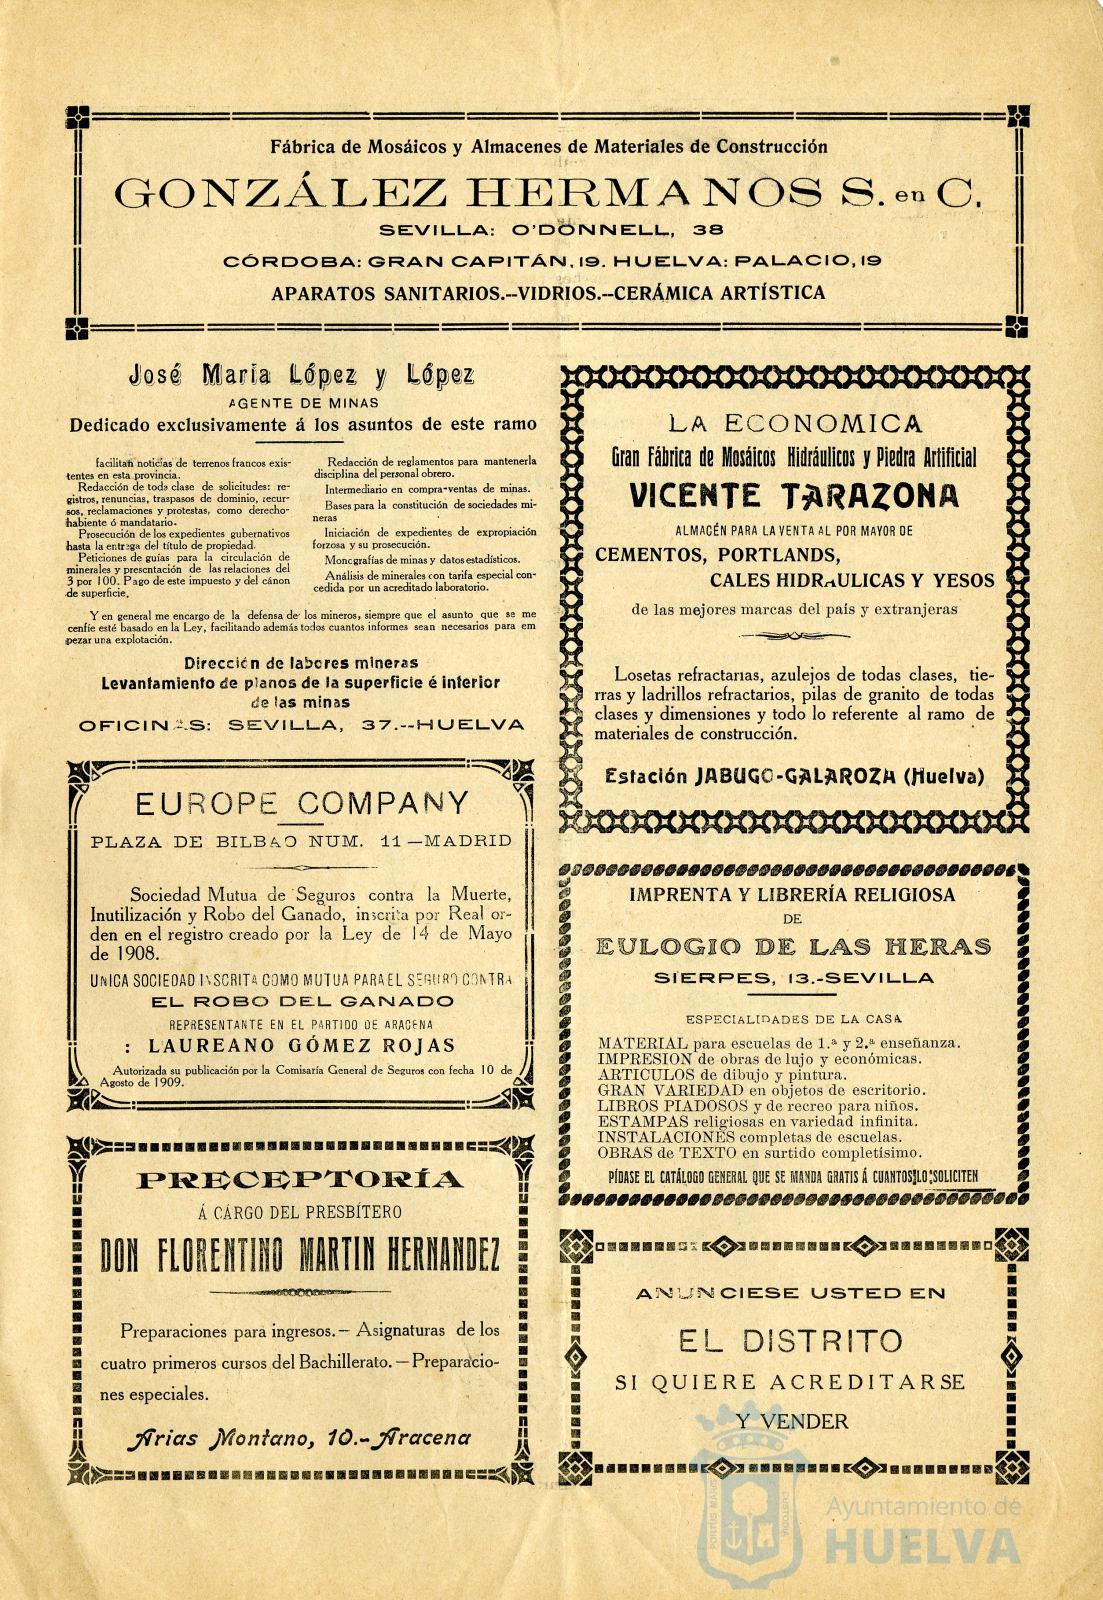 Fábrica de Mosáicos y Almacenes de Materiales de Construcción
GONZÁLEZ HERMANOS S. en C.
SEVILLA: O'DONNELL, 38
CÓRDOBA: GRAN CAPITÁN, 19. HUELVA: PALACIO, 19
APARATOS SANITARIOS.--VIDRIOS.--CERÁMICA ARTÍSTICA
José María López y López
AGENTE DE MINAS
Dedicado exclusivamente á los asuntos de este ramo
facilitan noticias de terrenos francos exis-
tentes en esta provincia.
Redacción de toda clase de solicitudes: re-
gistros, renuncias, traspasos de dominio, recur-
sos, reclamaciones y protestas, como derecho-
habiente ó mandatario.
Prosecución de los expedientes gubernativos
hasta la entrega del título de propiedad.
Peticiones de guías para la circulación de
minerales y presentación de las relaciones del
3 por 100. Pago de este impuesto y del cánon
de superficie.
Redacción de reglamentos para mantenerla
disciplina del personal obrero.
Intermediario en compra-ventas de minas.
Bases para la constitución de sociedades mi-
neras
Iniciación de expedientes de expropiación
forzosa y su prosecución.
Monografías de minas y datos estadísticos.
Análisis de minerales con tarifa especial con-
cedida por un acreditado laboratorio.
Y en general me encargo de la defensa de los mineros, siempre que el asunto que se me
confíe esté basado en la Ley, facilitando además todos cuantos informes sean necesarios para em
pezar una explotación.
Dirección de labores mineras
Levantamiento de planos de la superficie é interior
de las minas
OFICINAS: SEVILLA, 37.--HUELVA
EUROPE COMPANY
PLAZA DE BILBAO NUM. 11—MADRID
Sociedad Mutua de Seguros contra la Muerte,
Inutilización y Robo del Ganado, inscrita por Real or-
den en el registro creado por la Ley de 14 de Mayo
de 1908.
UNICA SOCIEDAD INSCRITA COMO MUTUA PARA EL SEGURO CONTRA
EL ROBO DEL GANADO
REPRESENTANTE EN EL PARTIDO DE ARACENA
: LAUREANO GÓMEZ ROJAS
Autorizada su publicación por la Comisaría General de Seguros con fecha 10 de
Agosto de 1909.
PRECEPTORÍA
Á CARGO DEL PRESBÍTERO
DON FLORENTINO MARTIN HERNANDEZ
Preparaciones para ingresos.— Asignaturas de los
cuatro primeros cursos del Bachillerato.—Preparacio-
nes especiales.
Arias Montano, 10.-Aracena
LA ECONOMICA
Gran Fábrica de Mosáicos Hidráulicos y Piedra Artificial
VICENTE TARAZONA
ALMACÉN PARA LA VENTA AL POR MAYOR DE
CEMENTOS, PORTLANDS,
CALES HIDRAULICAS Y YESOS
de las mejores marcas del país y extranjeras
Losetas refractarias, azulejos de todas clases, tie-
rras y ladrillos refractarios, pilas de granito de todas
clases y dimensiones y todo lo referente al ramo de
materiales de construcción.
Estación JABUGO-GALAROZA (Huelva)
IMPRENTA Y LIBRERÍA RELIGIOSA
DE
EULOGIO DE LAS HERAS
SIERPES, 13.-SEVILLA
ESPECIALIDADES DE LA CASA
MATERIAL para escuelas de 1.ª y 2.ª enseñanza.
IMPRESION de obras de lujo y económicas.
ARTICULOS de dibujo y pintura.
GRAN VARIEDAD en objetos de escritorio.
LIBROS PIADOSOS y de recreo para niños.
ESTAMPAS religiosas en variedad infinita.
INSTALACIONES completas de escuelas.
OBRAS de TEXTO en surtido completísimo.
PÍDASE EL CATÁLOGO GENERAL QUE SE MANDA GRATIS Á CUANTOS LO SOLICITEN
ANUNCIESE USTED EN
EL DISTRITO
SI QUIERE ACREDITARSE
Y VENDER
PORTUS MARIS
CUSTODIA
Ayuntamiento de
HUELVA